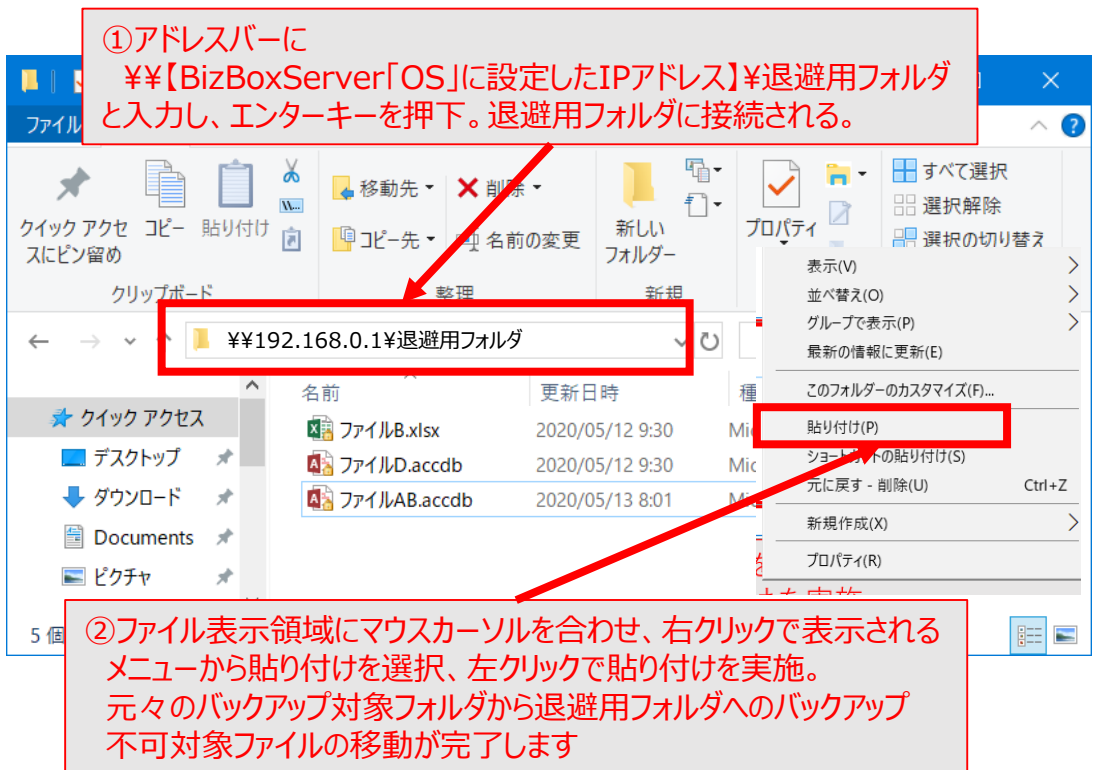 ①アドレスバーに
¥¥【BizBoxServer「OS」に設定したIPアドレス】¥退避用フォルダ
と入力し、エンターキーを押下。退避用フォルダに接続される。
ファイル
クイック アクセスにピン留め
コピー
貼り付け
移動先
削除
コピー先
名前の変更
新しい
フォルダー
プロパティ
すべて選択
選択解除
選択の切り替え
クリップボード
整理
新規
¥¥192.168.0.1¥退避用フォルダ
表示(V)
並べ替え(O)
グループで表示(P)
最新の情報に更新(E)
このフォルダーのカスタマイズ(F)...
貼り付け(P)
ショートカットの貼り付け(S)
元に戻す - 削除(U) Ctrl+Z
新規作成(X)
プロパティ(R)
名前 更新日時 種
クイック アクセス
デスクトップ
ダウンロード
Documents
ピクチャ
ファイルB.xlsx 2020/05/12 9:30 Mic
ファイルD.accdb 2020/05/12 9:30 Mic
ファイルAB.accdb 2020/05/13 8:01
5 個
②ファイル表示領域にマウスカーソルを合わせ、右クリックで表示される
メニューから貼り付けを選択、左クリックで貼り付けを実施。
元々のバックアップ対象フォルダから退避用フォルダへのバックアップ
不可対象ファイルの移動が完了します